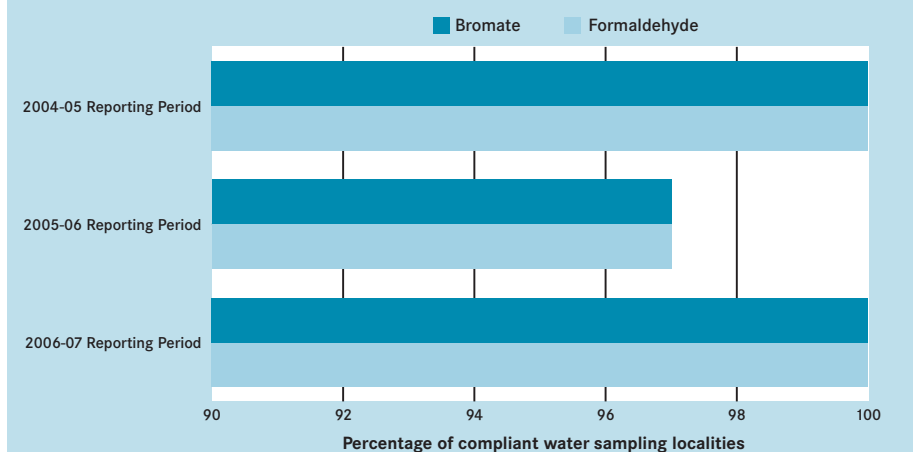 Bromate Formaldehyde
2004-05 Reporting Period
2005-06 Reporting Period
2006-07 Reporting Period
90 92 94 96 98 100
Percentage of compliant water sampling localities